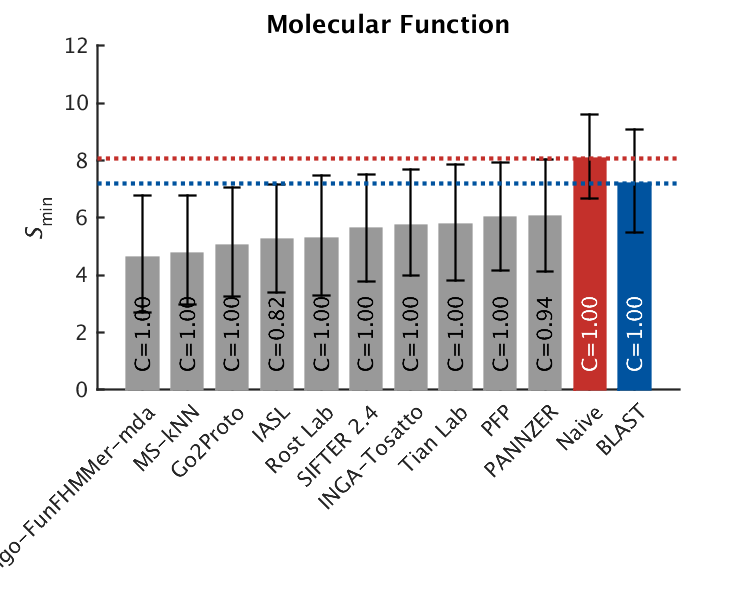 Molecular Function
12
10
8
6
4
2
0
Smin
C=1.00
C=1.00
C=1.00
C=0.82
C=1.00
C=1.00
C=1.00
C=1.00
C=1.00
C=0.94
C=1.00
C=1.00
go-FunFHMMer-mda
MS-kNN
Go2Proto
IASL
Rost Lab
SIFTER 2.4
INGA-Tosatto
Tian Lab
PFP
PANNZER
Naive
BLAST